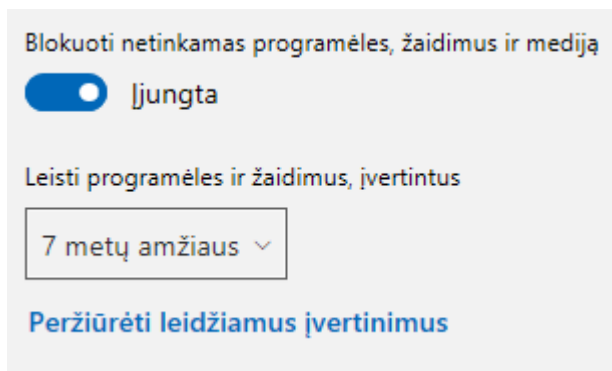 Blokuoti netinkamas programėles, žaidimus ir mediją
Įjungta
Leisti programėles ir žaidimus, įvertintus
7 metų amžiaus
Peržiūrėti leidžiamus įvertinimus